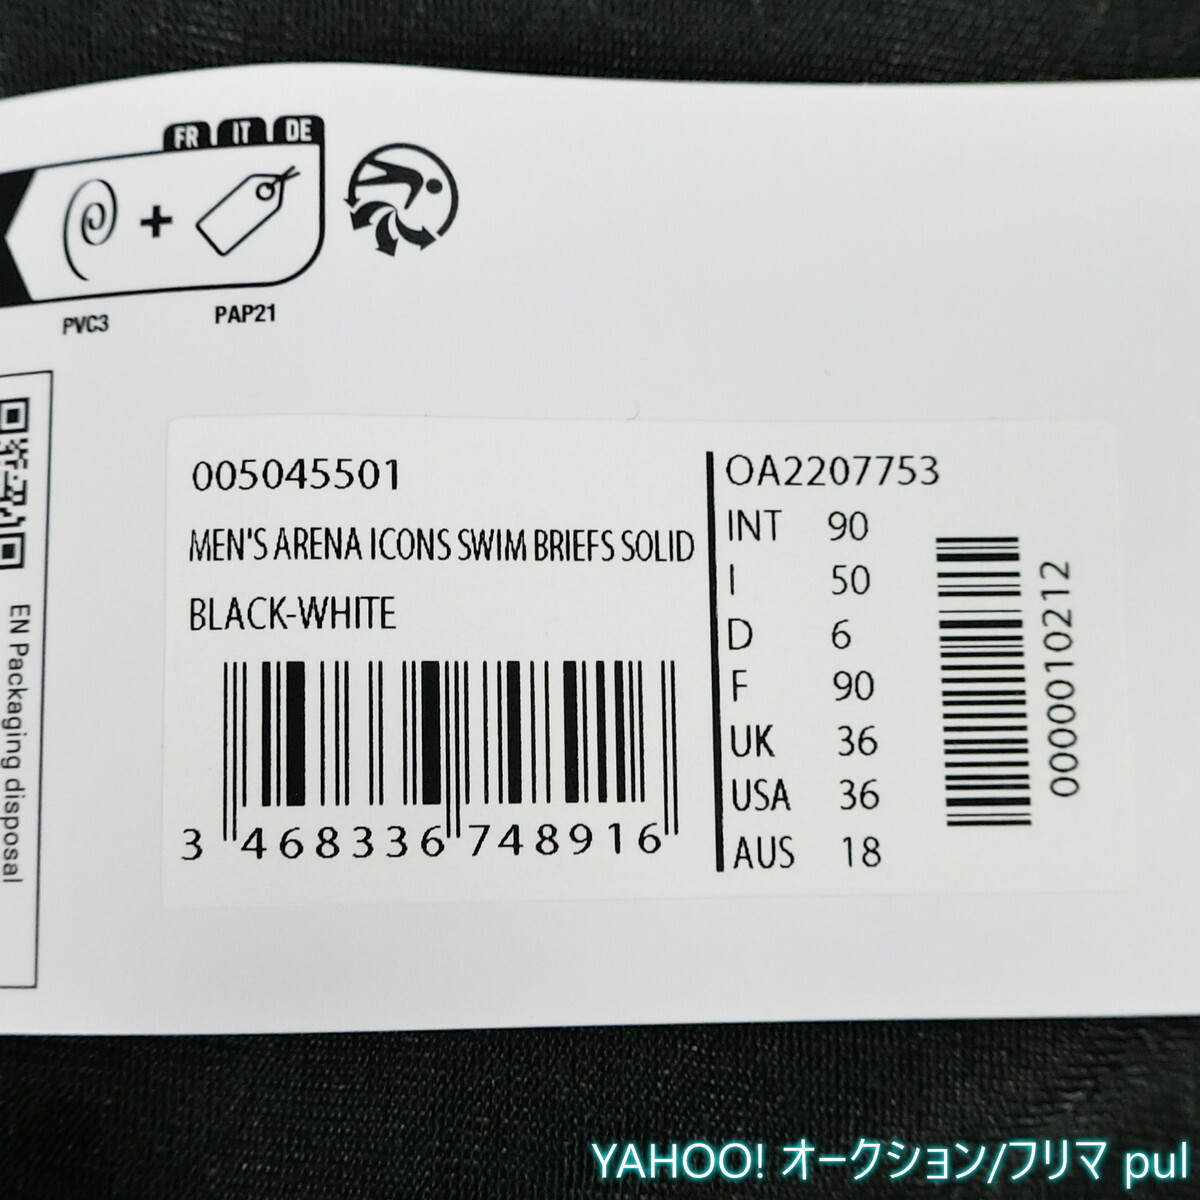 FR IT DE
PVC3
PAP21
EN Packaging disposal
005045501
MEN'S ARENA ICONS SWIM BRIEFS SOLID
BLACK-WHITE
3 468336 748916
OA2207753
INT 90
I 50
D 6
F 90
UK 36
USA 36
AUS 18
0000010212
YAHOO! オークション/フリマ pul